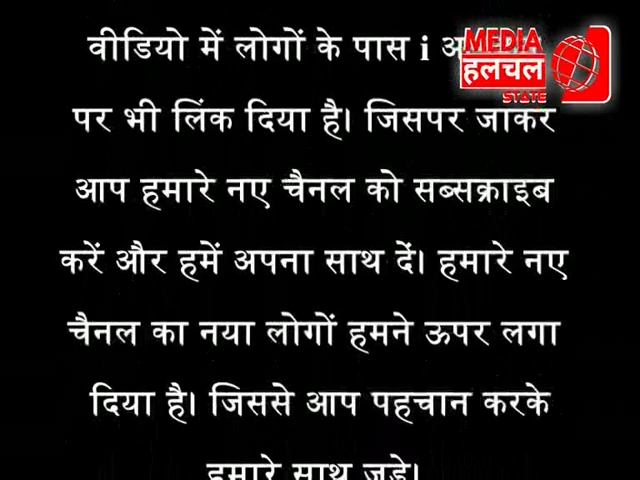 वीडियो में लोगों के पास i
MEDIA
हलचल
STATE
पर भी लिंक दिया है। जिसपर जाकर
आप हमारे नए चैनल को सब्सक्राइब
करें और हमें अपना साथ दें। हमारे नए
चैनल का नया लोगों हमने ऊपर लगा
दिया है। जिससे आप पहचान करके
हमारे साथ जुड़े।